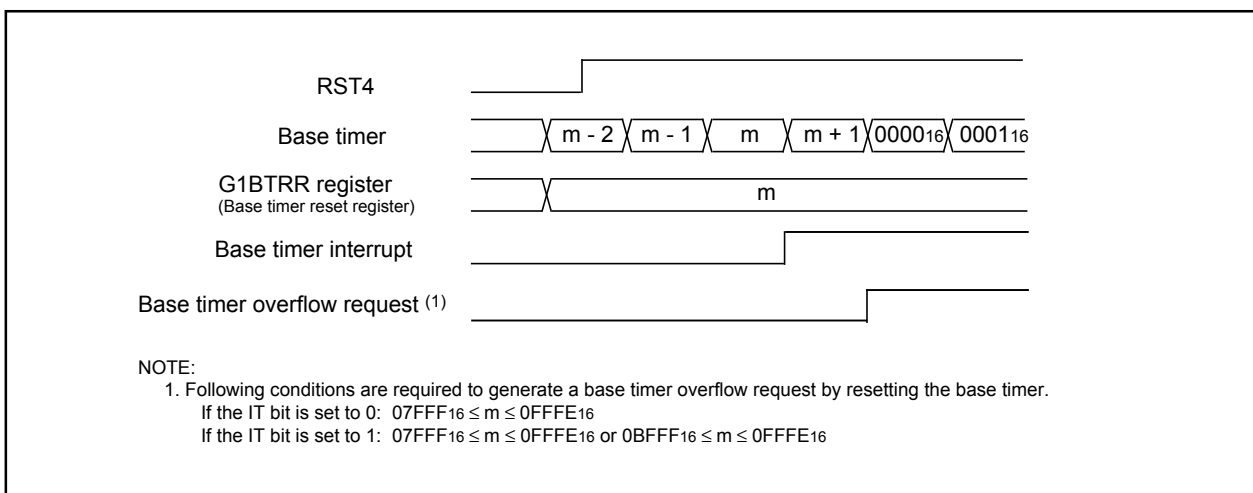 RST4
Base timer
m - 2 m - 1 m m + 1 000016 000116
G1BTRR register
(Base timer reset register)
m
Base timer interrupt
Base timer overflow request (1)
NOTE:
1. Following conditions are required to generate a base timer overflow request by resetting the base timer.
If the IT bit is set to 0: 07FFF16 ≤ m ≤ 0FFFE16
If the IT bit is set to 1: 07FFF16 ≤ m ≤ 0FFFE16 or 0BFFF16 ≤ m ≤ 0FFFE16